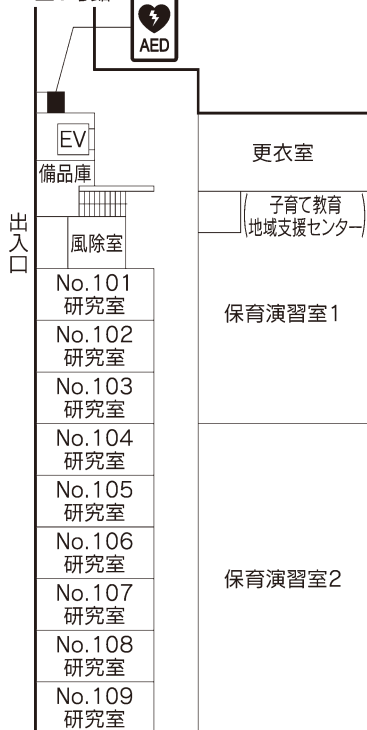 AED
EV
備品庫
更衣室
子育て教育
(地域支援センター)
出入口
風除室
保育演習室1
No.101
研究室
No.102
研究室
No.103
研究室
No.104
研究室
No.105
研究室
No.106
研究室
No.107
研究室
保育演習室2
No.108
研究室
No.109
研究室